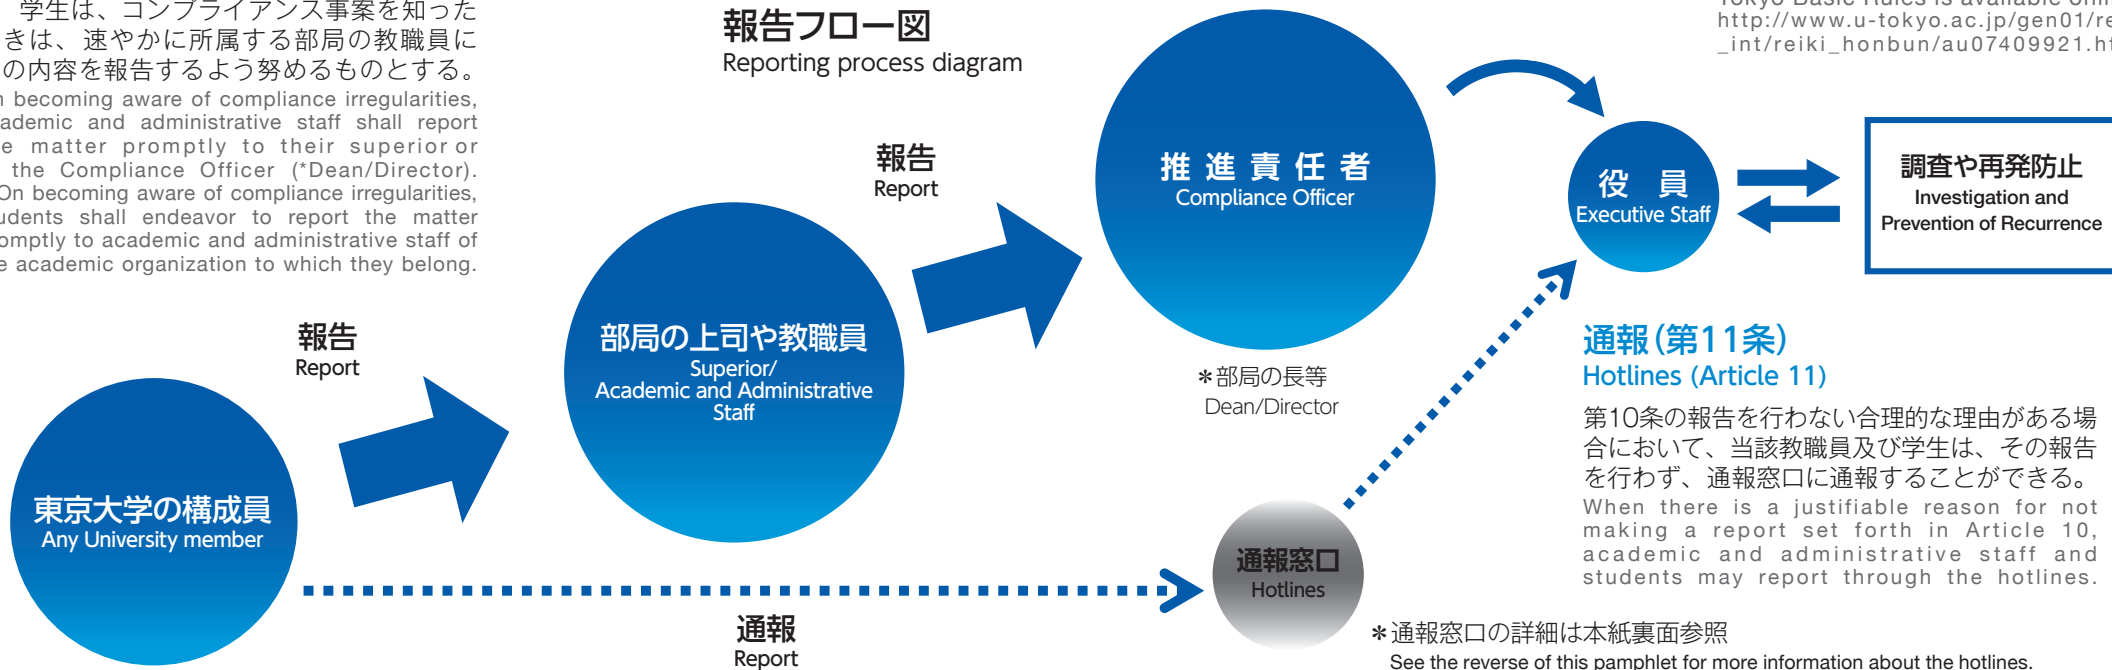 学生は、コンプライアンス事案を知った
きは、速やかに所属する部局の教職員に
の内容を報告するよう努めるものとする。
becoming aware of compliance irregularities,
academic and administrative staff shall report
matter promptly to their superior or
the Compliance Officer (*Dean/Director).
On becoming aware of compliance irregularities,
students shall endeavor to report the matter
promptly to academic and administrative staff of
academic organization to which they belong.
報告フロー図
Reporting process diagram
Tokyo Basic Rules is available
http://www.u-tokyo.ac.jp/gen01/re
_int/reiki_honbun/au07409921.ht
報告
Report
東京大学の構成員
Any University member
部局の上司や教職員
Superior/
Academic and Administrative
Staff
報告
Report
推進責任者
Compliance Officer
＊部局の長等
Dean/Director
役員
Executive Staff
調査や再発防止
Investigation and
Prevention of Recurrence
通報
Report
通報窓口
Hotlines
通報（第11条）
Hotlines (Article 11)
第10条の報告を行わない合理的な理由がある場
合において、当該教職員及び学生は、その報告
を行わず、通報窓口に通報することができる。
When there is a justifiable reason for not
making a report set forth in Article 10,
academic and administrative staff and
students may report through the hotlines.
＊通報窓口の詳細は本紙裏面参照
See the reverse of this pamphlet for more information about the hotlines.